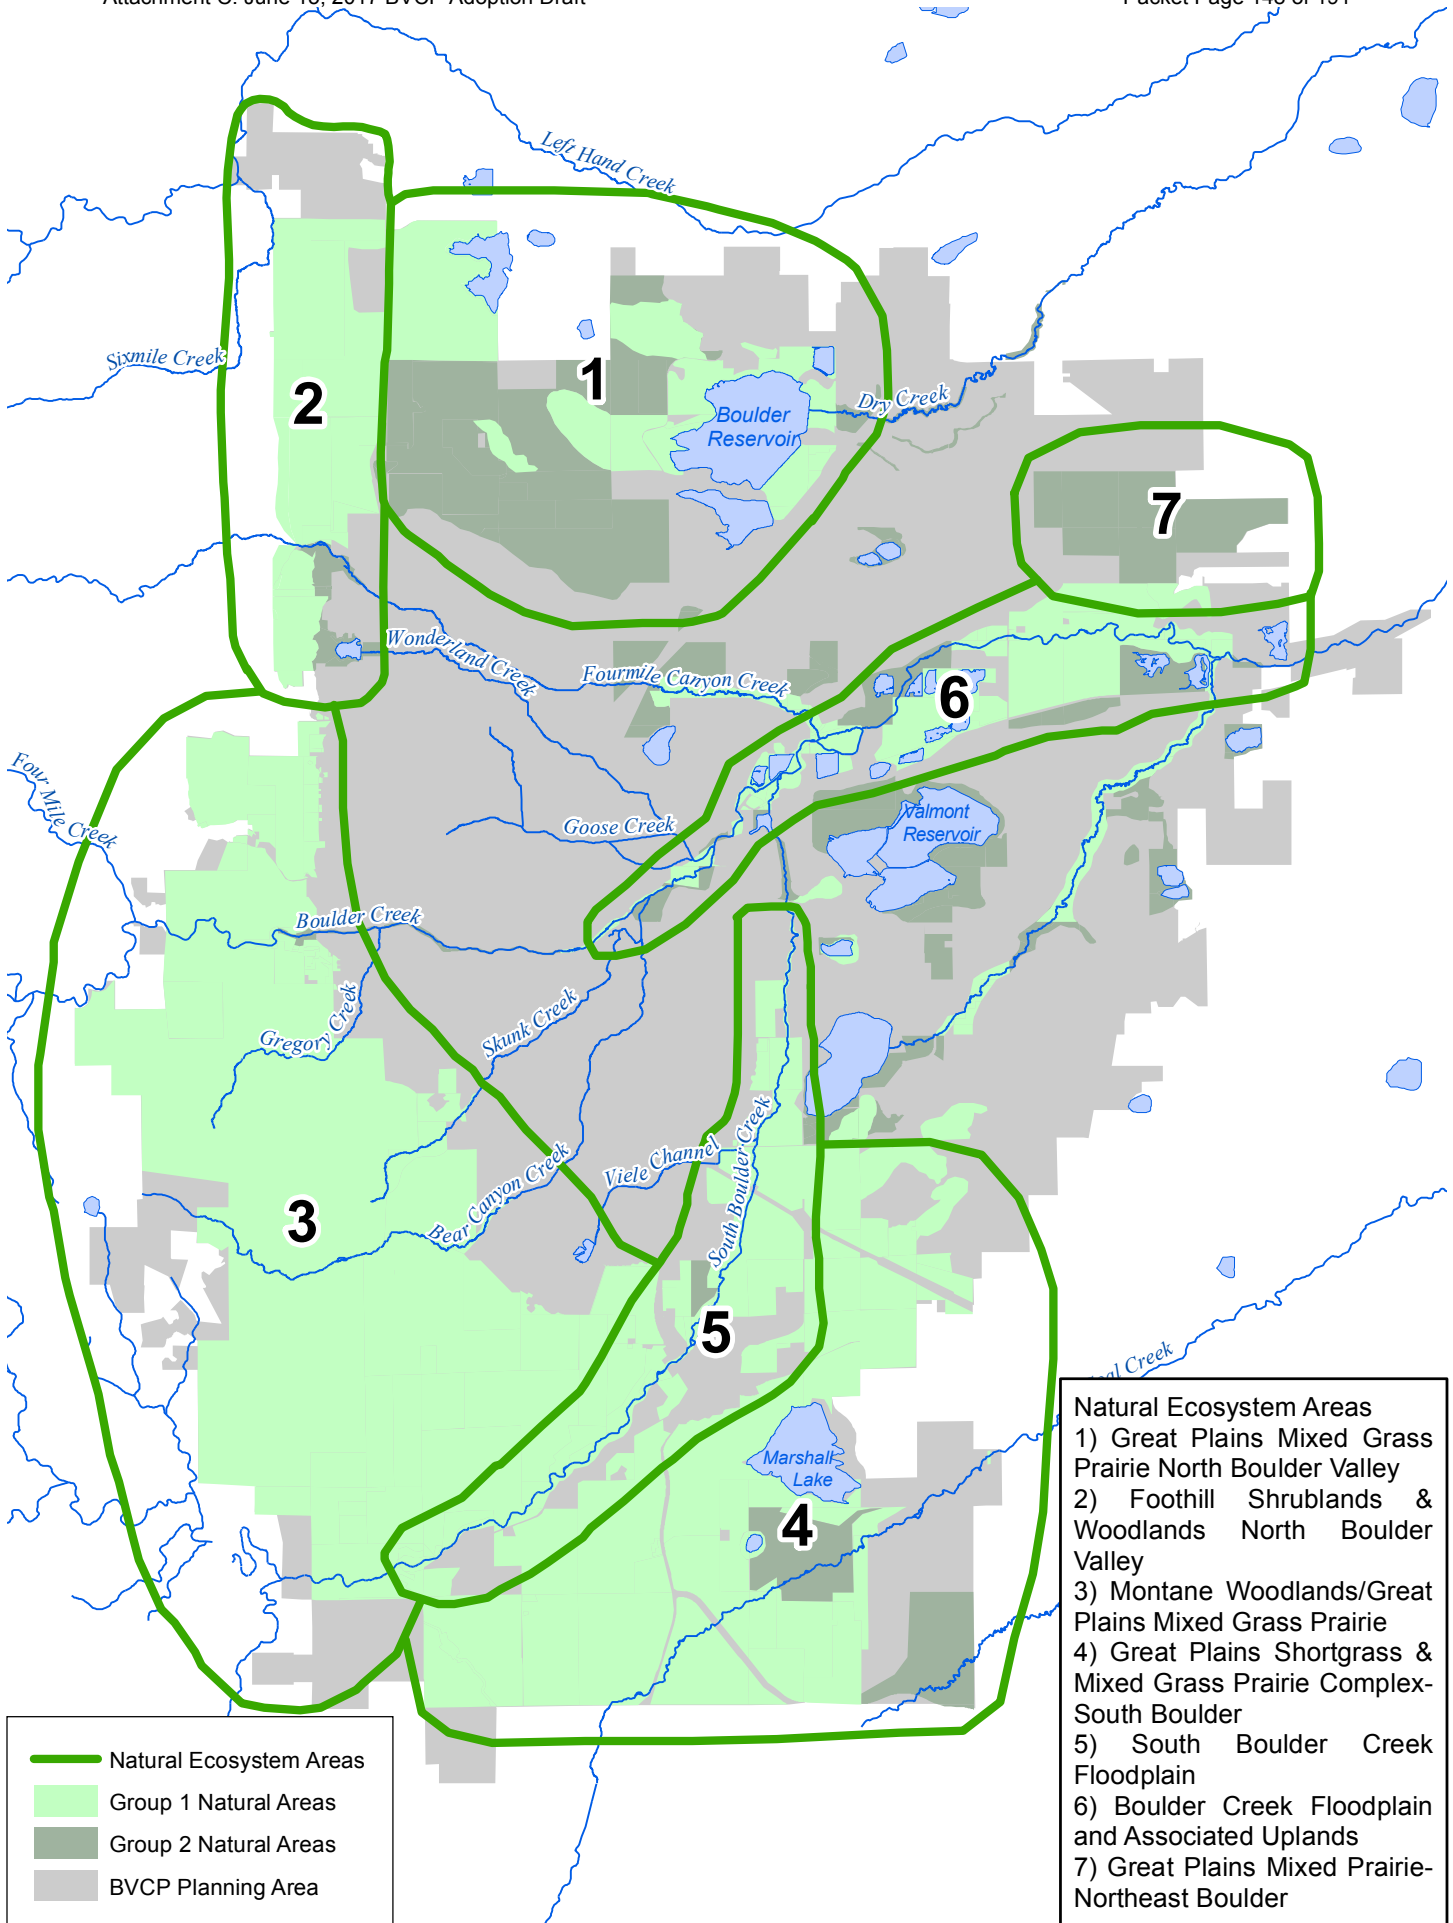 Left Hand Creek
Sixmile Creek
2
1
Boulder
Reservoir
Dry Creek
7
Wonderland Creek
Fourmile Canyon Creek
6
Four Mile Creek
Goose Creek
Valmont
Reservoir
Boulder Creek
Gregory Creek
Skunk Creek
Bear Canyon Creek
Viele Channel
South Boulder Creek
3
5
Creek
Marshall
Lake
4
Natural Ecosystem Areas
1) Great Plains Mixed Grass
Prairie North Boulder Valley
2) Foothill Shrublands &
Woodlands North Boulder
Valley
3) Montane Woodlands/Great
Plains Mixed Grass Prairie
4) Great Plains Shortgrass &
Mixed Grass Prairie Complex-
South Boulder
5) South Boulder Creek
Floodplain
6) Boulder Creek Floodplain
and Associated Uplands
7) Great Plains Mixed Prairie-
Northeast Boulder
Natural Ecosystem Areas
Group 1 Natural Areas
Group 2 Natural Areas
BVCP Planning Area